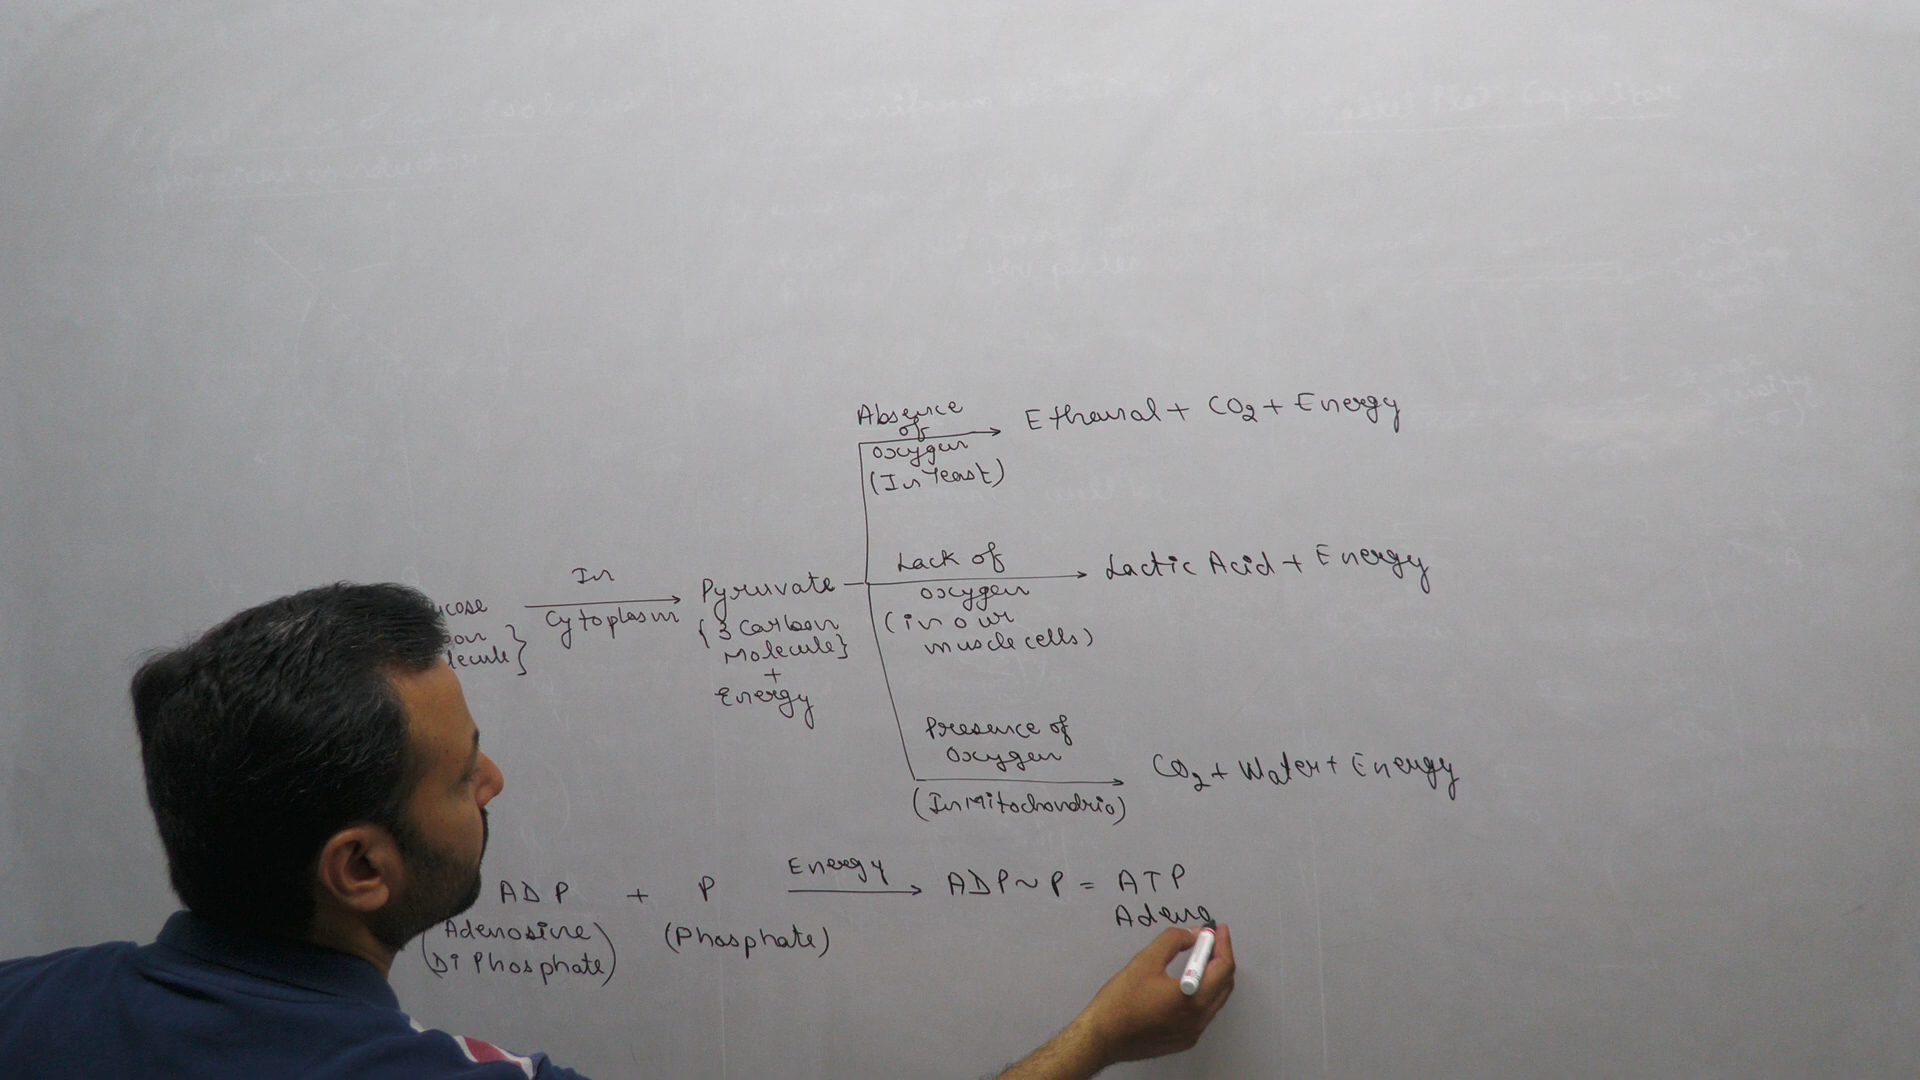 Absence
of
oxygen
(In Yeast)
Ethanol + CO2 + Energy
In
Cytoplasm
Pyruvate
{3 Carbon
Molecule}
+
Energy
Lack of
oxygen
(in our
muscle cells)
Lactic Acid + Energy
Presence of
Oxygen
(In Mitochondria)
CO2 + Water + Energy
ADP + P
Energy
ADP~P = ATP
(Adenosine
Di Phosphate)
(Phosphate)
Adeno